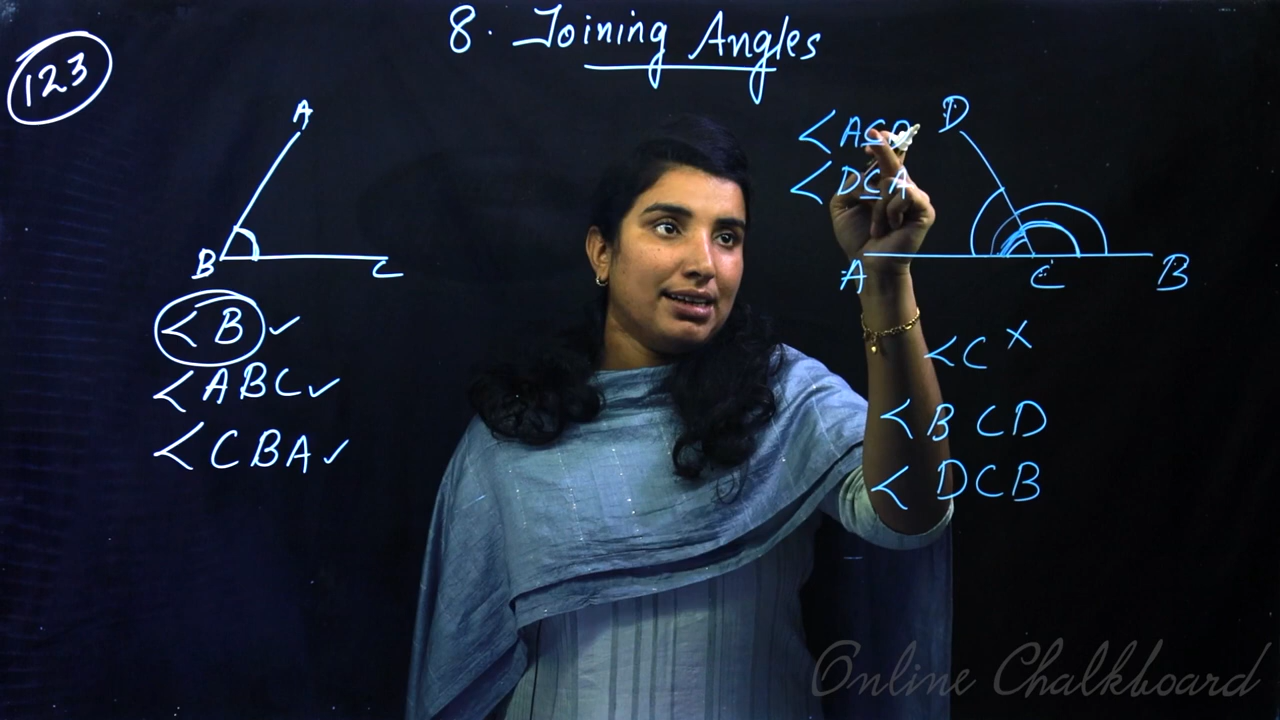 8. Joining Angles
123
A
B
C
<B ✓
<ABC ✓
<CBA ✓
<ACD
<DCA
D
A
C
B
<C ×
<BCD
<DCB
Online Chalkboard